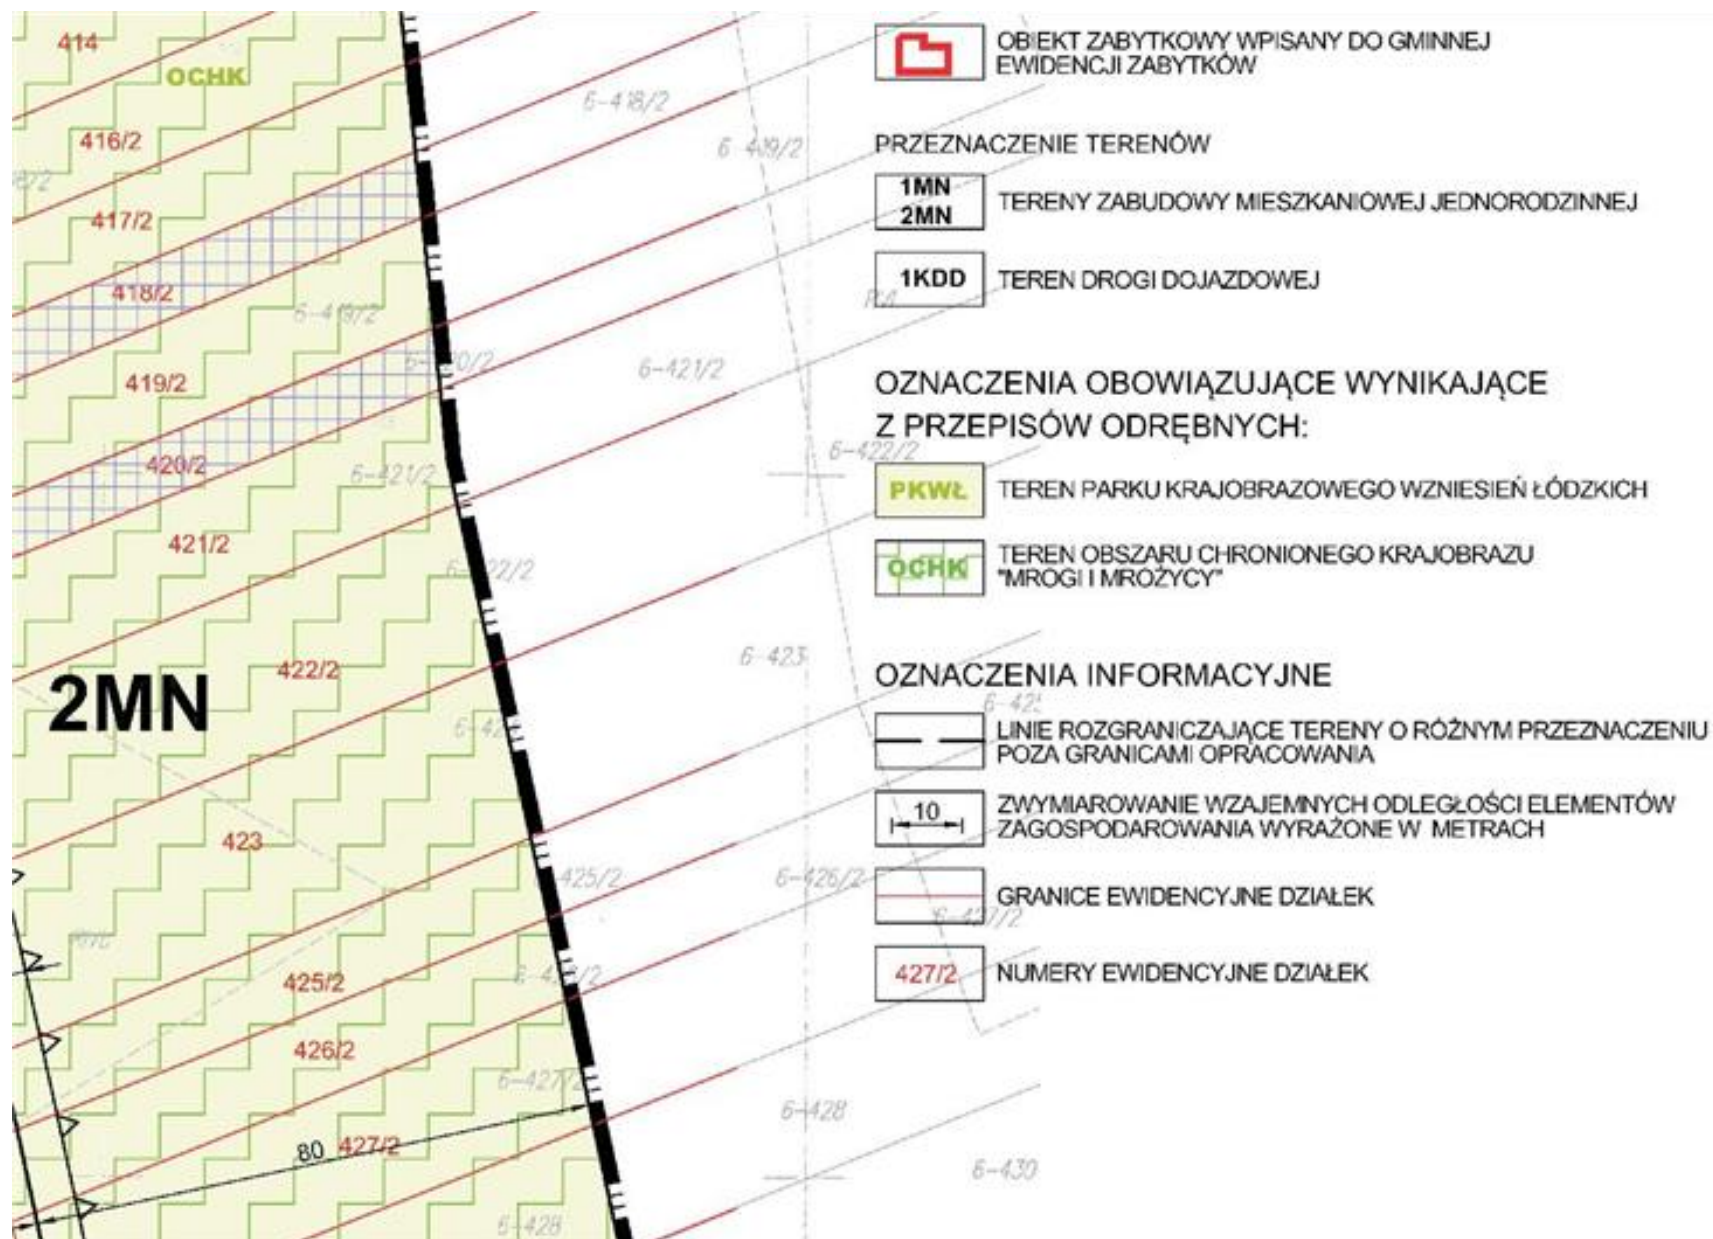 414
OCHK
416/2
417/2
418/2
6-419/2
419/2
420/2
6-421/2
421/2
422/2
2MN
423
425/2
426/2
80
427/2
6-427/2
6-428
6-418/2
6-419/2
6-421/2
6-422/2
6-423
425/2
6-426/2
6-427/2
6-428
6-430
OBIEKT ZABYTKOWY WPISANY DO GMINNEJ
EWIDENCJI ZABYTKÓW
PRZEZNACZENIE TERENÓW
1MN
2MN
TERENY ZABUDOWY MIESZKANIOWEJ JEDNORODZINNEJ
1KDD
TEREN DROGI DOJAZDOWEJ
OZNACZENIA OBOWIĄZUJĄCE WYNIKAJĄCE
Z PRZEPISÓW ODRĘBNYCH:
PKWŁ
TEREN PARKU KRAJOBRAZOWEGO WZNIESIEŃ ŁÓDZKICH
OCHK
TEREN OBSZARU CHRONIONEGO KRAJOBRAZU
"MROGI I MROŻYCY"
OZNACZENIA INFORMACYJNE
LINIE ROZGRANICZAJĄCE TERENY O RÓŻNYM PRZEZNACZENIU
POZA GRANICAMI OPRACOWANIA
10
ZWYMIAROWANIE WZAJEMNYCH ODLEGŁOŚCI ELEMENTÓW
ZAGOSPODAROWANIA WYRAŻONE W METRACH
GRANICE EWIDENCYJNE DZIAŁEK
427/2
NUMERY EWIDENCYJNE DZIAŁEK